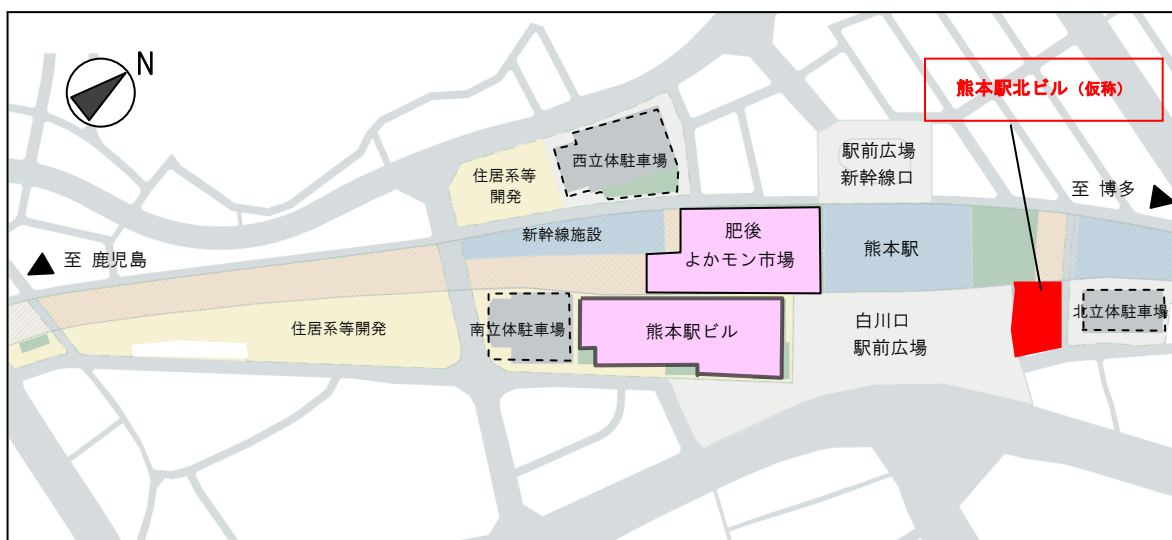 N
熊本駅北ビル（仮称）
西立体駐車場
駅前広場
新幹線口
住居系等
開発
至 博多
新幹線施設
肥後
よかモン市場
熊本駅
至 鹿児島
住居系等開発
南立体駐車場
熊本駅ビル
白川口
駅前広場
北立体駐車場